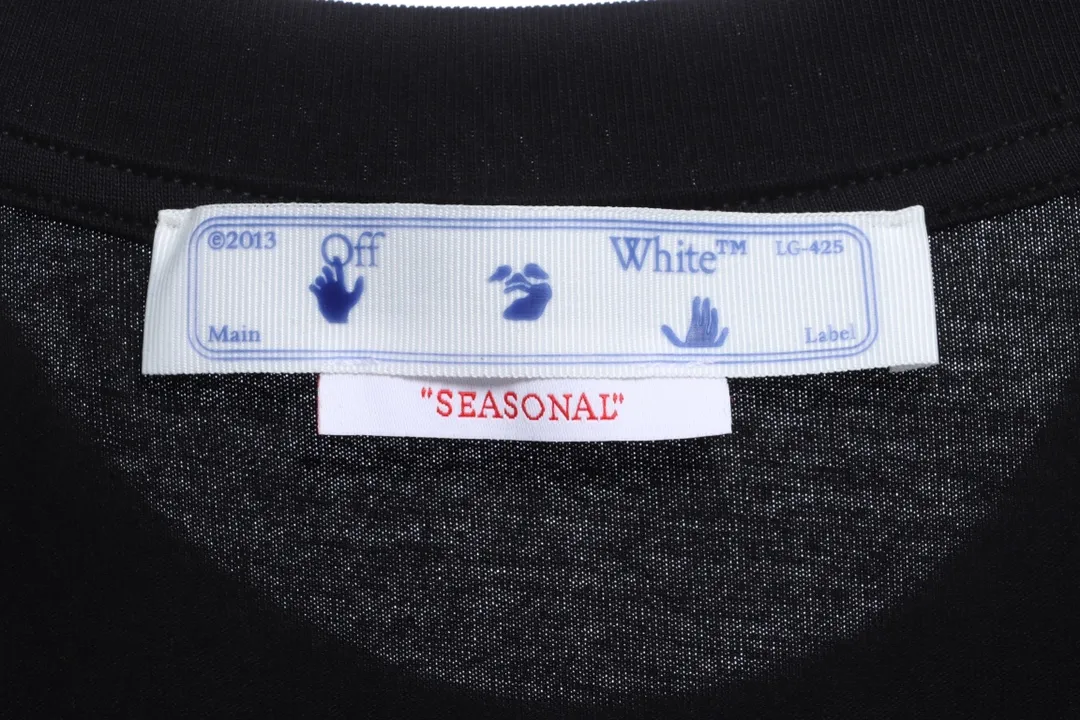 ©2013 Off White™ LG-425
Main Label
"SEASONAL"